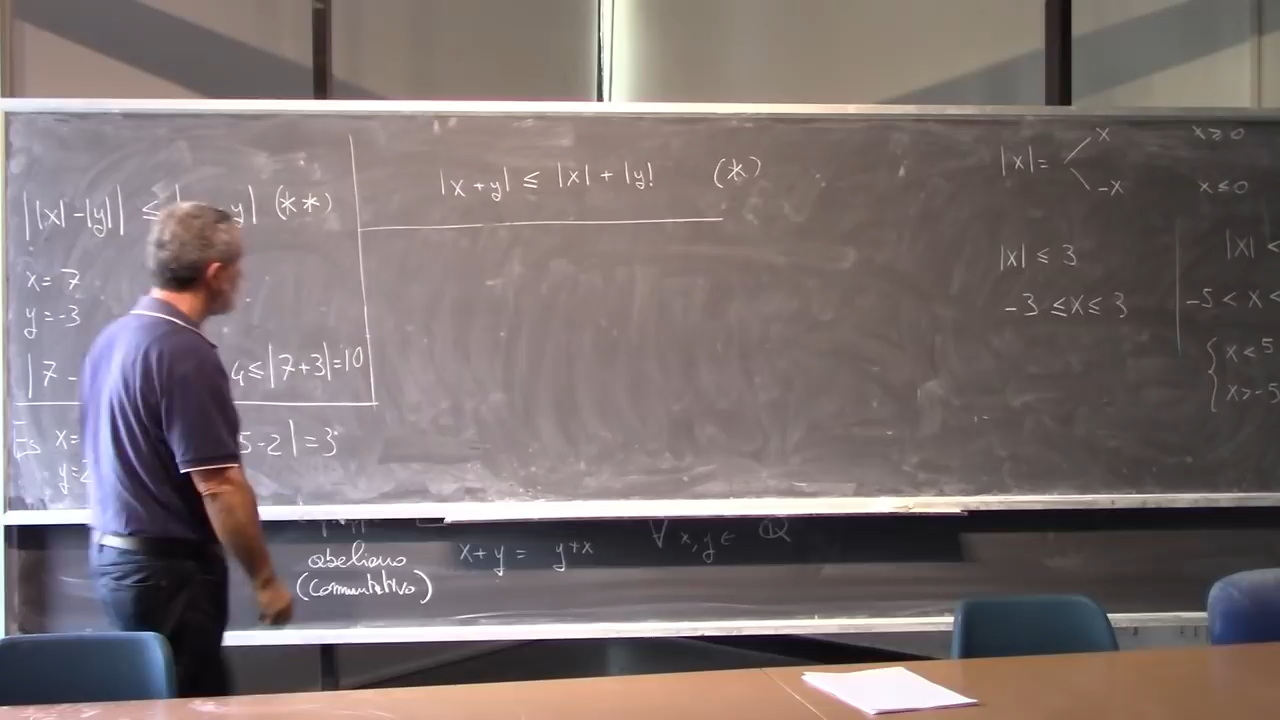 ||x|-|y|| ≤ | y| (**)
x = 7
y = -3
|7 - 4 ≤ |7+3| = 10
Es x= 5-2| = 3
y=2
|x+y| ≤ |x| + |y| (*)
|x| = x x ≥ 0
-x x ≤ 0
|x| ≤ 3
-3 ≤ x ≤ 3
|x| <
-5 < x <
x < 5
x > -5
abeliano
(commutativo)
x+y = y+x ∀ x,y ∈ ℚ